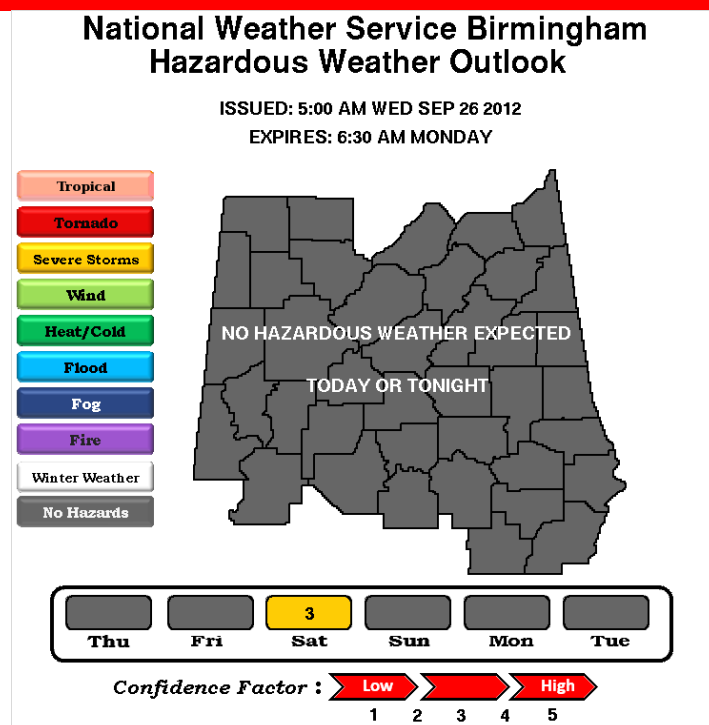 National Weather Service Birmingham
Hazardous Weather Outlook
ISSUED: 5:00 AM WED SEP 26 2012
EXPIRES: 6:30 AM MONDAY
Tropical
Tornado
Severe Storms
Wind
Heat/Cold
Flood
Fog
Fire
Winter Weather
No Hazards
NO HAZARDOUS WEATHER EXPECTED
TODAY OR TONIGHT
3
Thu Fri Sat Sun Mon Tue
Confidence Factor : Low High
1 2 3 4 5